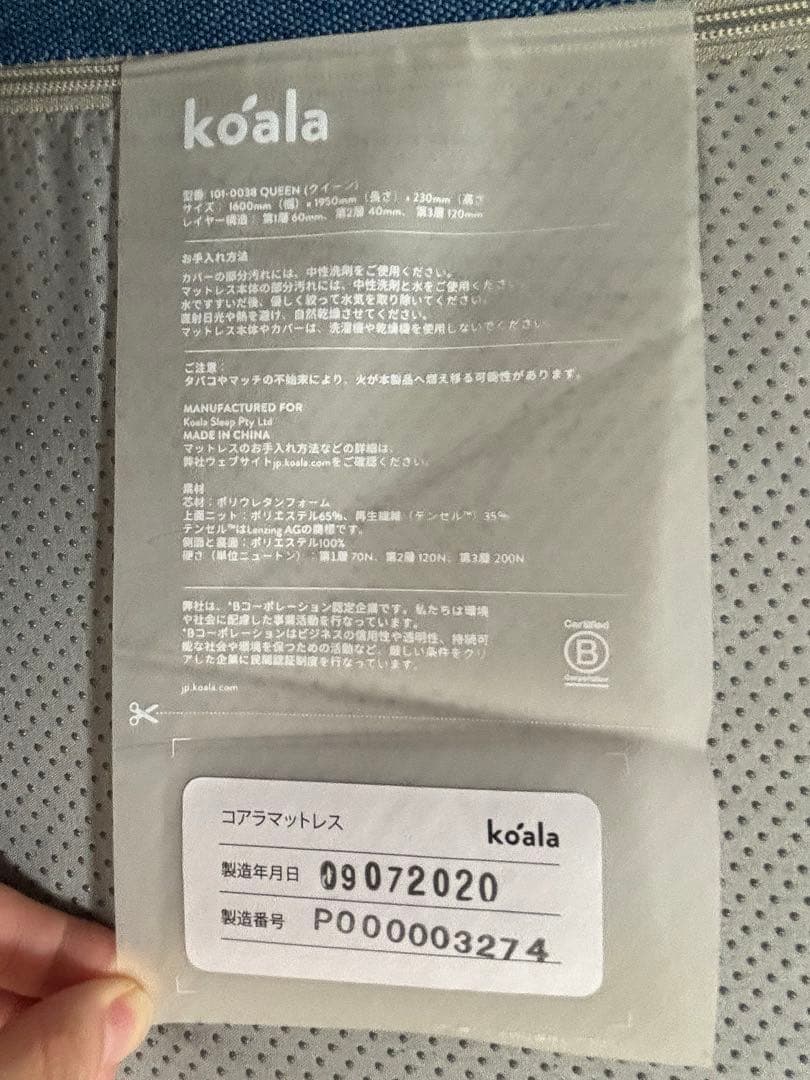 koala
型番：101-0038 QUEEN (クイーン)
サイズ：1600mm（幅）x 1950mm（長さ）x 230mm（高さ
レイヤー構造：第1層 60mm、第2層 40mm、第3層 120mm
お手入れ方法
カバーの部分汚れには、中性洗剤をご使用ください。
マットレス本体の部分汚れには、中性洗剤と水をご使用ください
水ですすいだ後、優しく絞って水気を取り除いてください。
直射日光や熱を避け、自然乾燥させてください。
マットレス本体やカバーは、洗濯機や乾燥機を使用しないでください
ご注意：
タバコやマッチの不始末により、火が本製品へ燃え移る可能性があります。
MANUFACTURED FOR
Koala Sleep Pty Ltd
MADE IN CHINA
マットレスのお手入れ方法などの詳細は、
弊社ウェブサイトjp.koala.comをご確認ください。
素材
芯材：ポリウレタンフォーム
上面ニット：ポリエステル65%、再生繊維（テンセル™）35%
テンセル™はLenzing AGの商標です。
側面と裏面：ポリエステル100%
硬さ（単位ニュートン）：第1層 70N、第2層 120N、第3層 200N
弊社は、*Bコーポレーション認定企業です。私たちは環境
や社会に配慮した事業活動を行なっています。
*Bコーポレーションはビジネスの信用性や透明性、持続可
能な社会や環境を保つための活動など、厳しい条件をクリ
アした企業に民間認証制度を行なっています。
Certified
B
Corporation
jp.koala.com
コアラマットレス
koala
製造年月日 09072020
製造番号 PO00003274